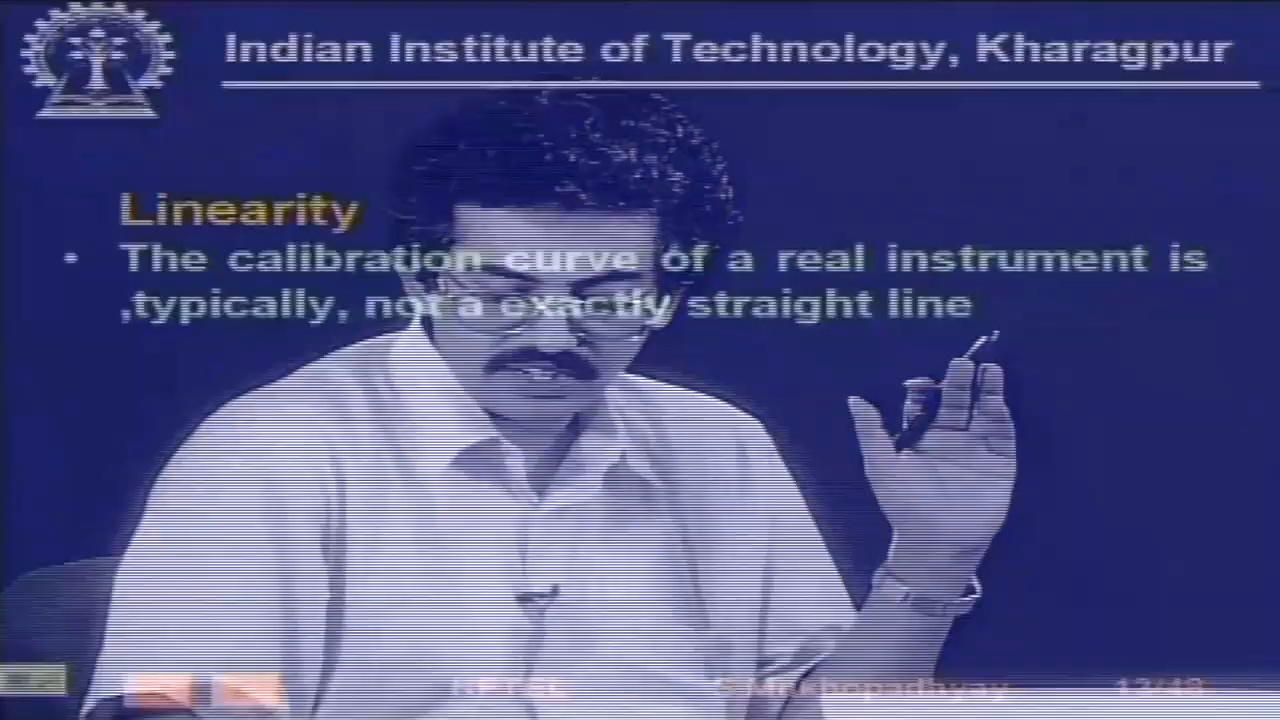 Indian Institute of Technology, Kharagpur
Linearity
• The calibration curve of a real instrument is
,typically, not a exactly straight line